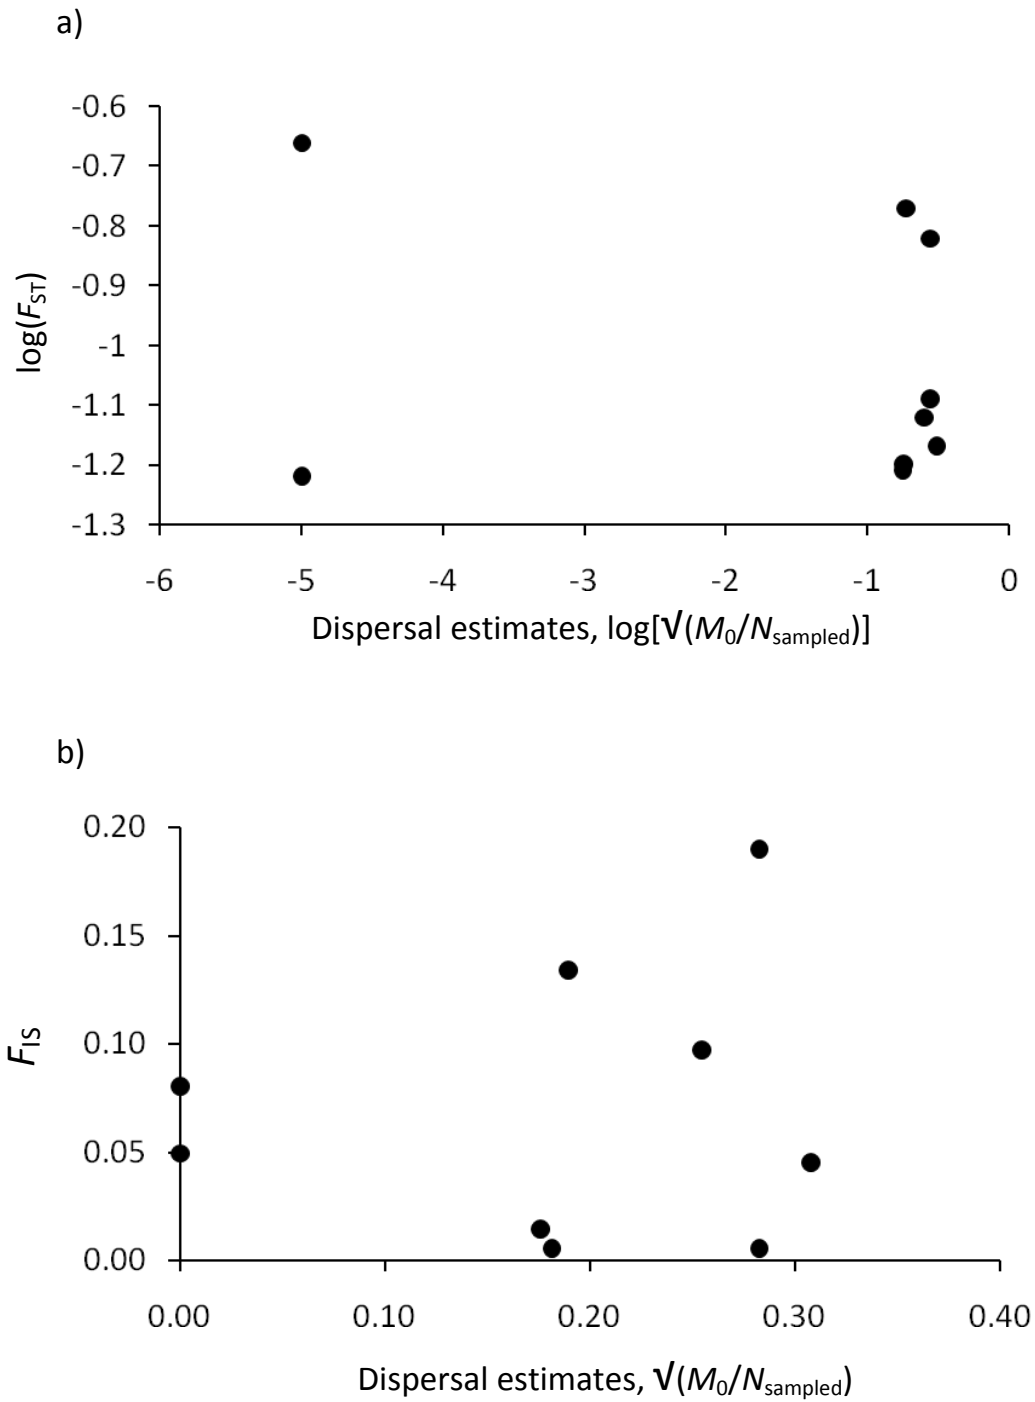 a)
-0.6
-0.7
-0.8
-0.9
-1
-1.1
-1.2
-1.3
log(FST)
-6 -5 -4 -3 -2 -1 0
Dispersal estimates, log[√(M0/Nsampled)]
b)
0.20
0.15
0.10
0.05
0.00
FIS
0.00 0.10 0.20 0.30 0.40
Dispersal estimates, √(M0/Nsampled)